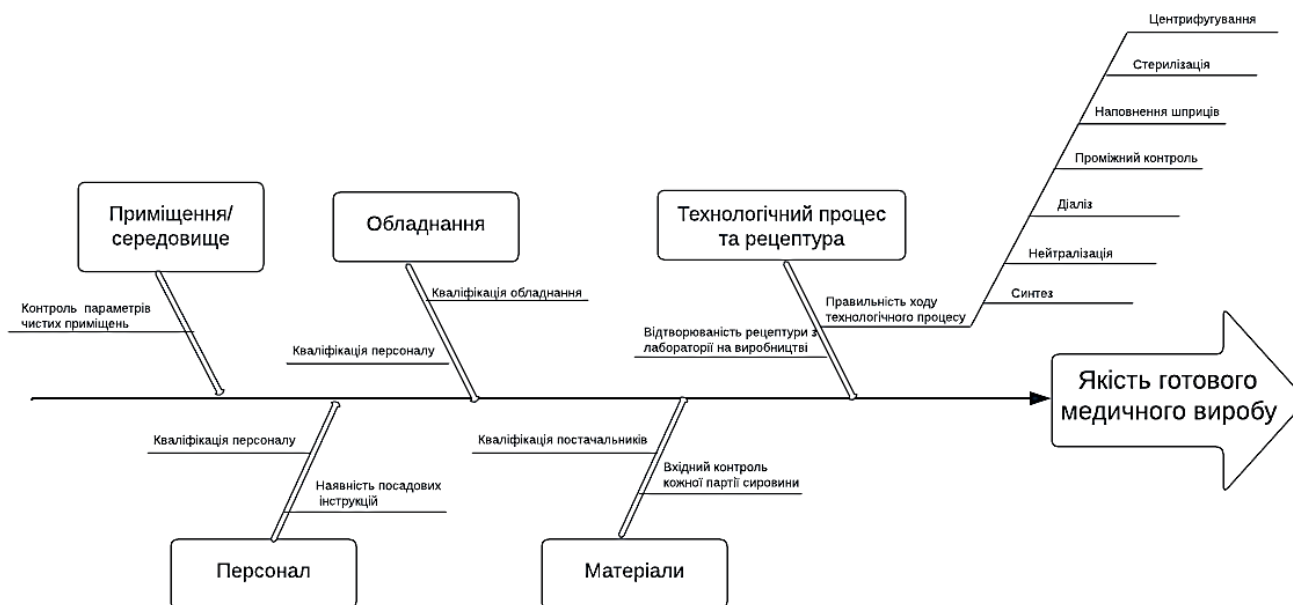 Центрифугування
Стерилізація
Наповнення шприців
Проміжний контроль
Діаліз
Нейтралізація
Синтез
Приміщення/
середовище
Обладнання
Технологічний процес
та рецептура
Контроль параметрів
чистих приміщень
Кваліфікація обладнання
Кваліфікація персоналу
Правильність ходу
технологічного процесу
Відтворюваність рецептури з
лабораторії на виробництві
Якість готового
медичного виробу
Кваліфікація персоналу
Наявність посадових
інструкцій
Кваліфікація постачальників
Вхідний контроль
кожної партії сировини
Персонал
Матеріали